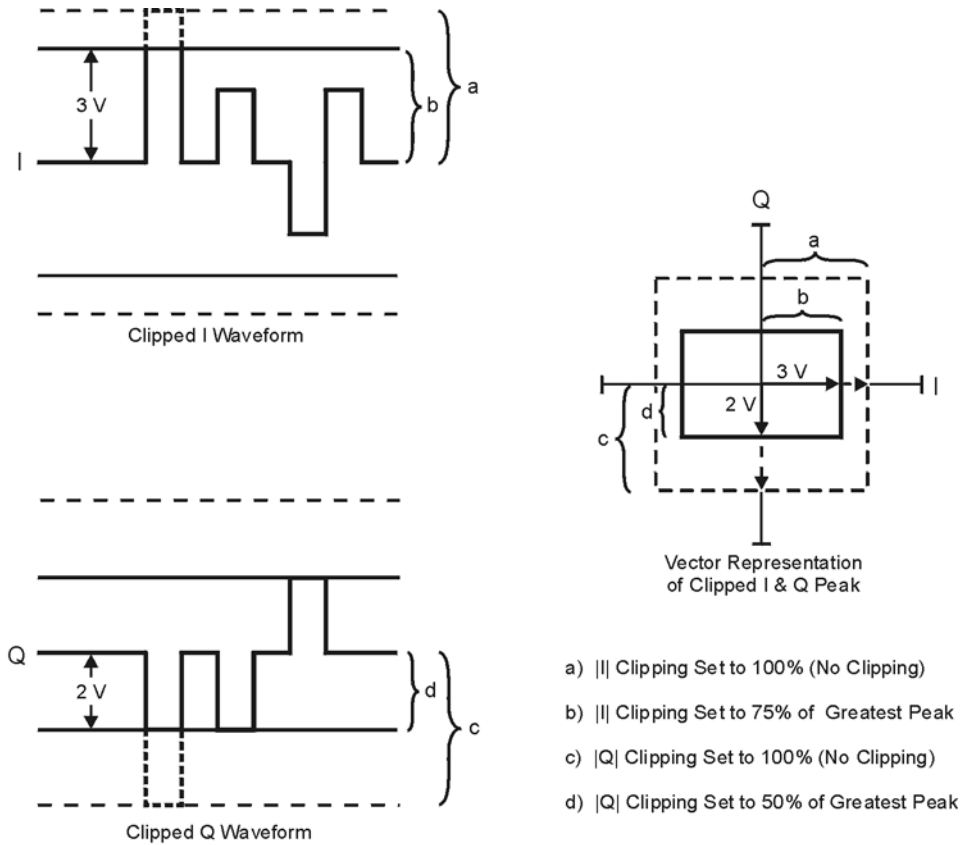 3 V
b
a
I
Clipped I Waveform
Q
a
b
3 V
I
2 V
d
c
Vector Representation
of Clipped I & Q Peak
Q
2 V
d
c
Clipped Q Waveform
a) |I| Clipping Set to 100% (No Clipping)
b) |I| Clipping Set to 75% of Greatest Peak
c) |Q| Clipping Set to 100% (No Clipping)
d) |Q| Clipping Set to 50% of Greatest Peak